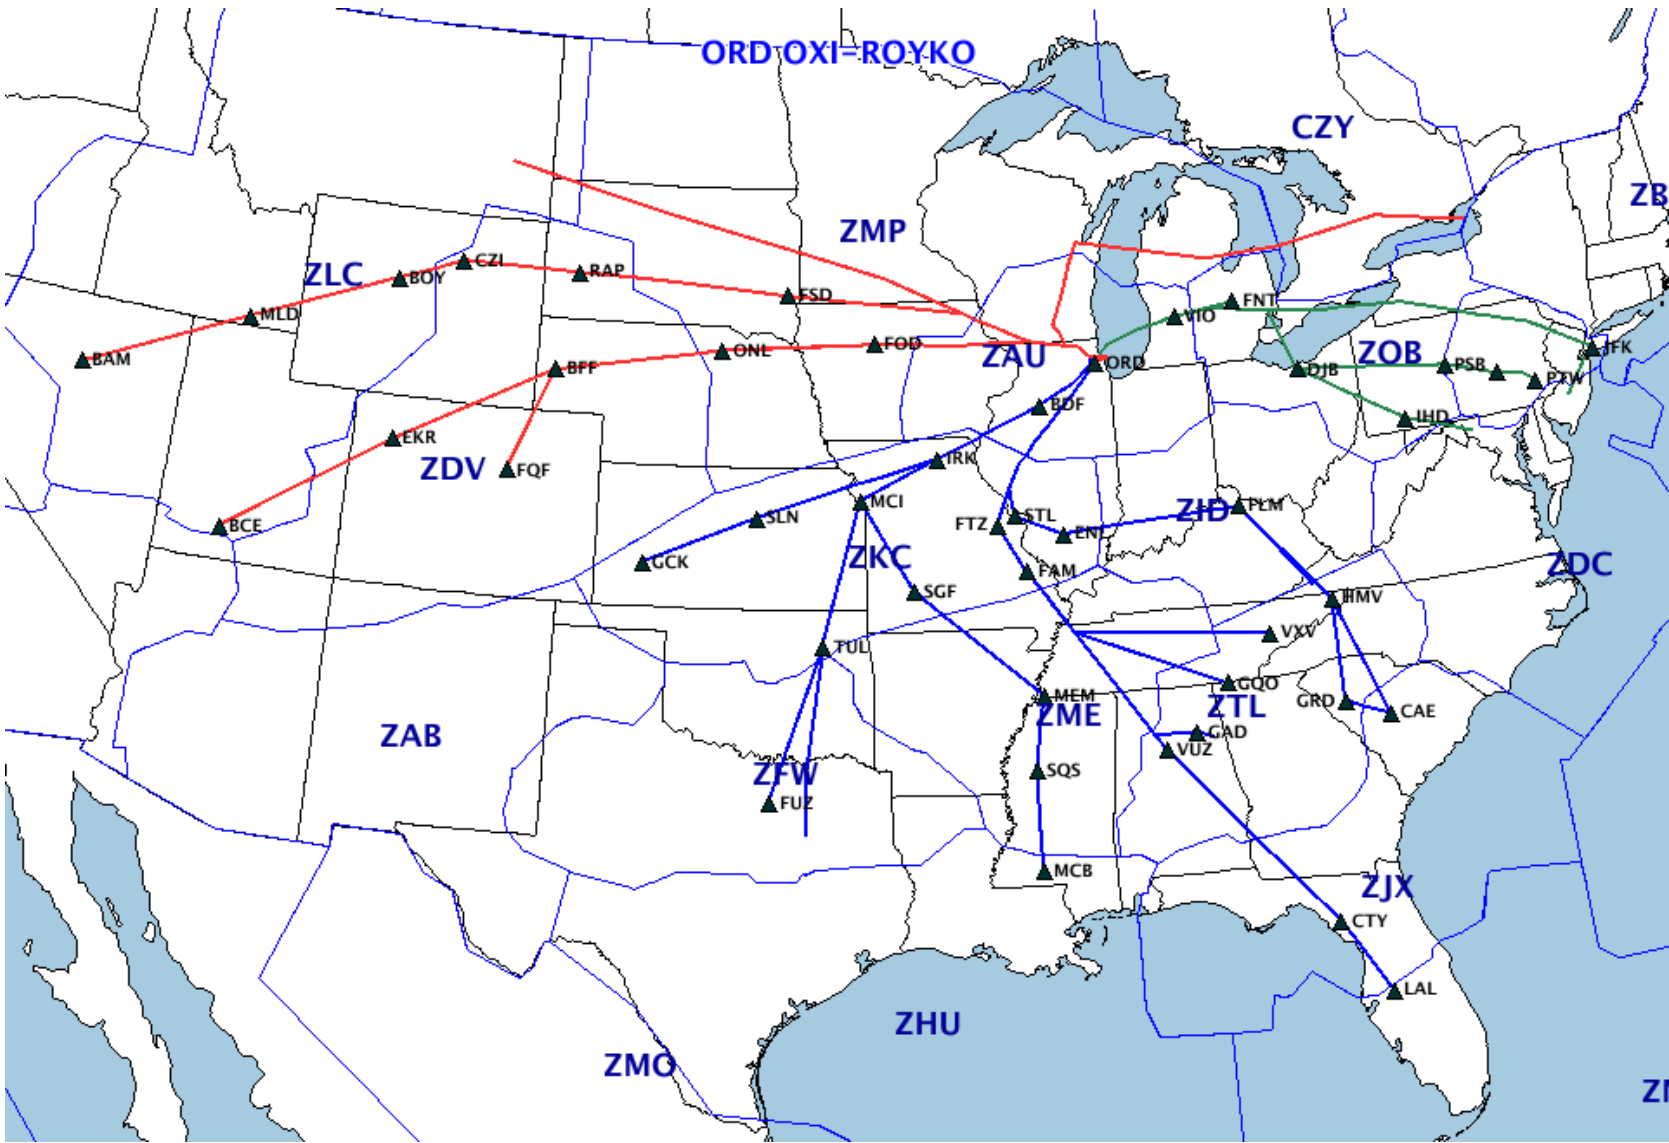 ORD OXI-ROYKO
CZY
ZB
ZMP
CZI
ZLC
BOY
RAP
FSD
FNT
MLD
VIO
FOD
ZAU
ONL
ZOB
JFK
BAM
ORD
BFF
DJB
PSB
PTW
BDF
IHD
EKR
ZDV
FQF
IRK
MCI
ZID
FLM
SLN
STL
FTZ
BCE
ENL
ZKC
GCK
FAM
ZDC
SGF
HMV
VXV
TUL
GQO
MEM
ZTL
GRD
ZME
CAE
ZAB
GAD
VUZ
ZFW
SQS
FUZ
MCB
ZJX
CTY
LAL
ZHU
ZMO